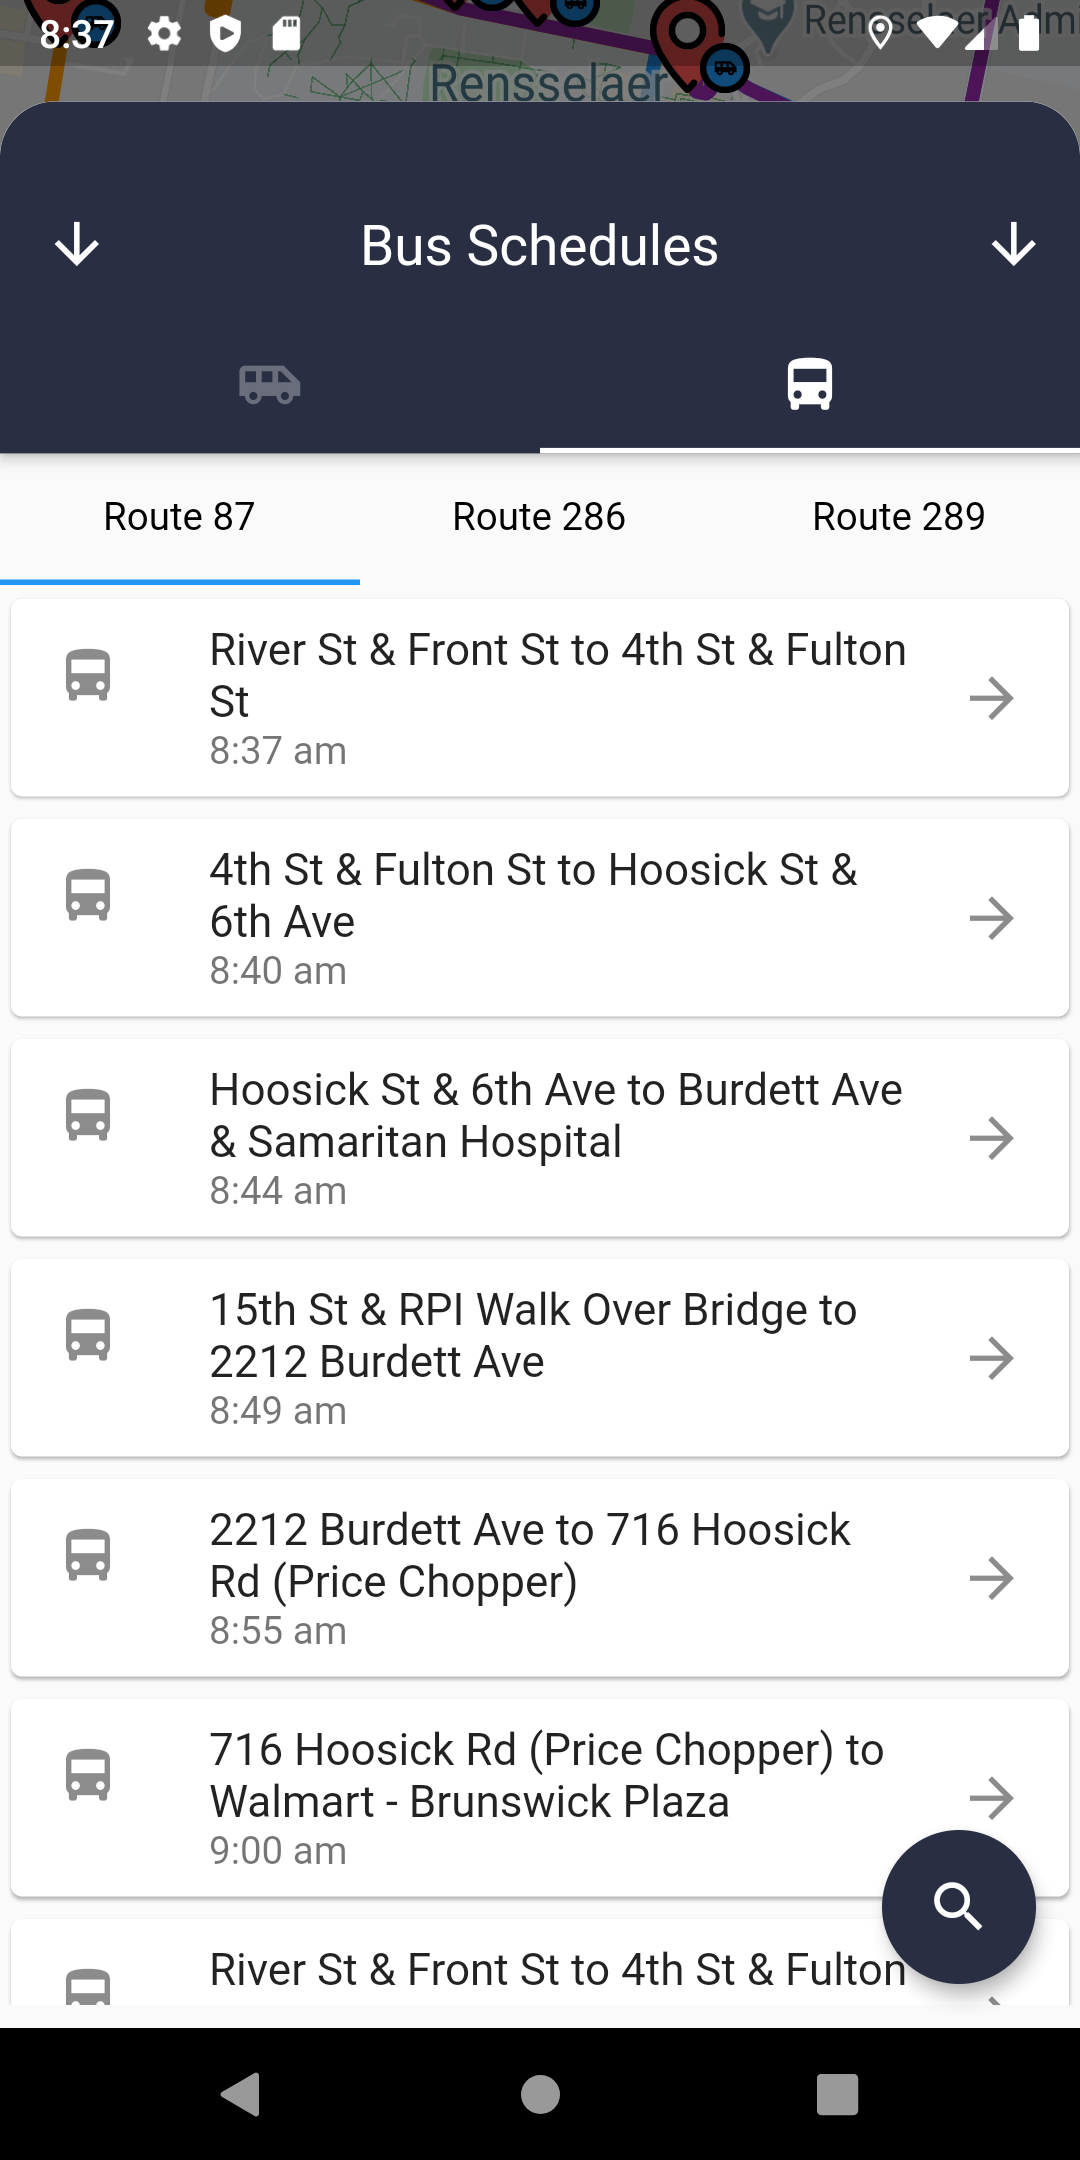 8:37
Rensselaer Admi
Rensselaer
Bus Schedules
Route 87
Route 286
Route 289
River St & Front St to 4th St & Fulton
St
8:37 am
4th St & Fulton St to Hoosick St &
6th Ave
8:40 am
Hoosick St & 6th Ave to Burdett Ave
& Samaritan Hospital
8:44 am
15th St & RPI Walk Over Bridge to
2212 Burdett Ave
8:49 am
2212 Burdett Ave to 716 Hoosick
Rd (Price Chopper)
8:55 am
716 Hoosick Rd (Price Chopper) to
Walmart - Brunswick Plaza
9:00 am
River St & Front St to 4th St & Fulton